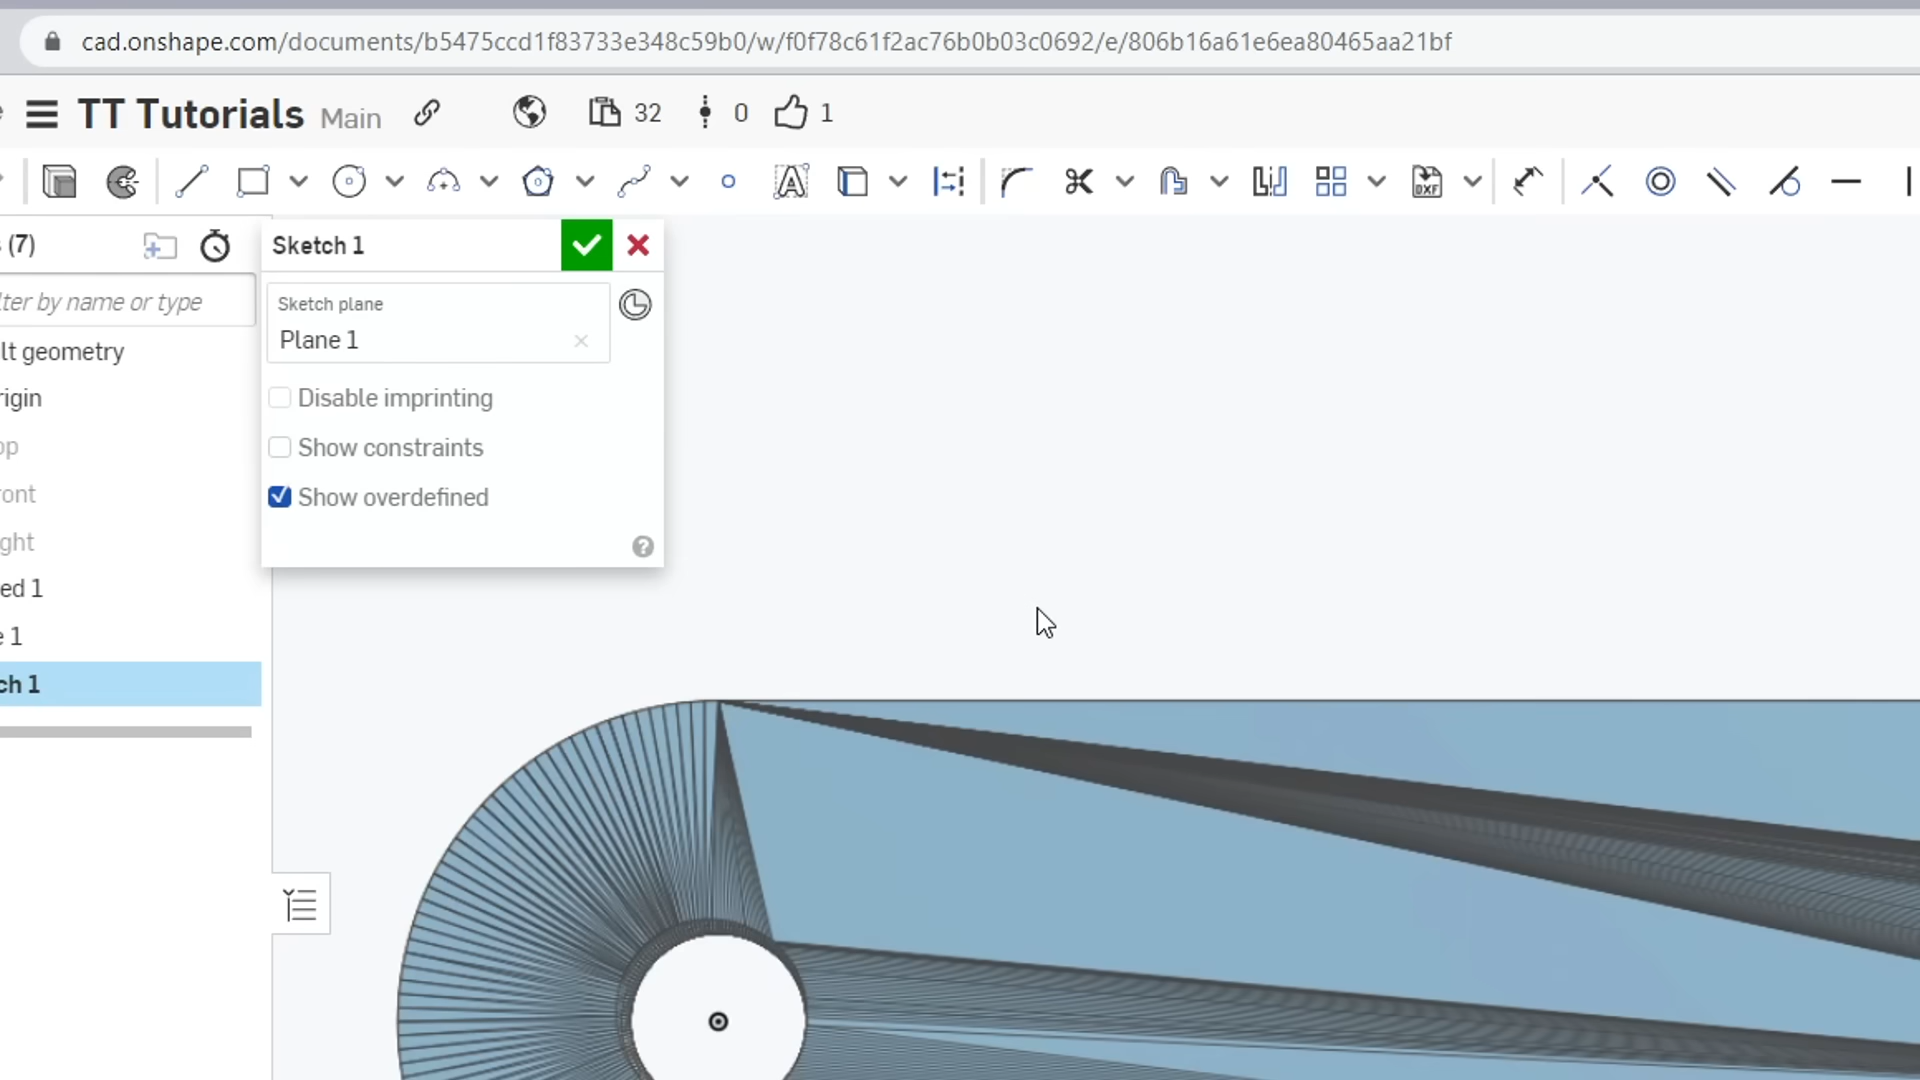 cad.onshape.com/documents/b5475ccd1f83733e348c59b0/w/f0f78c61f2ac76b0b03c0692/e/806b16a61e6ea80465aa21bf
TT Tutorials Main 32 0 1
DXF
s (7)
Sketch 1
lter by name or type
Sketch plane
Plane 1
lt geometry
Disable imprinting
rigin
Show constraints
op
ront
Show overdefined
ght
ed 1
e 1
ch 1